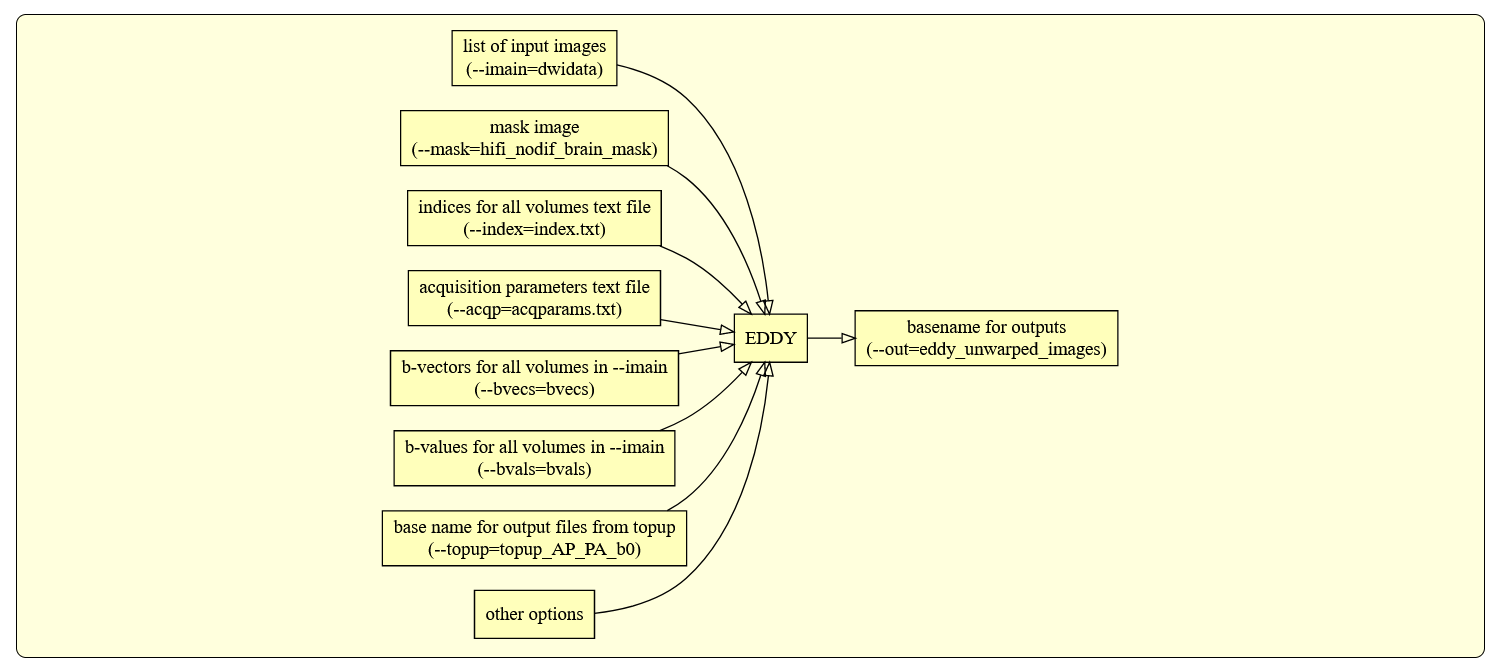 list of input images
(--imain=dwidata)
mask image
(--mask=hifi_nodif_brain_mask)
indices for all volumes text file
(--index=index.txt)
acquisition parameters text file
(--acqp=acqparams.txt)
b-vectors for all volumes in --imain
(--bvecs=bvecs)
b-values for all volumes in --imain
(--bvals=bvals)
base name for output files from topup
(--topup=topup_AP_PA_b0)
other options
EDDY
basename for outputs
(--out=eddy_unwarped_images)